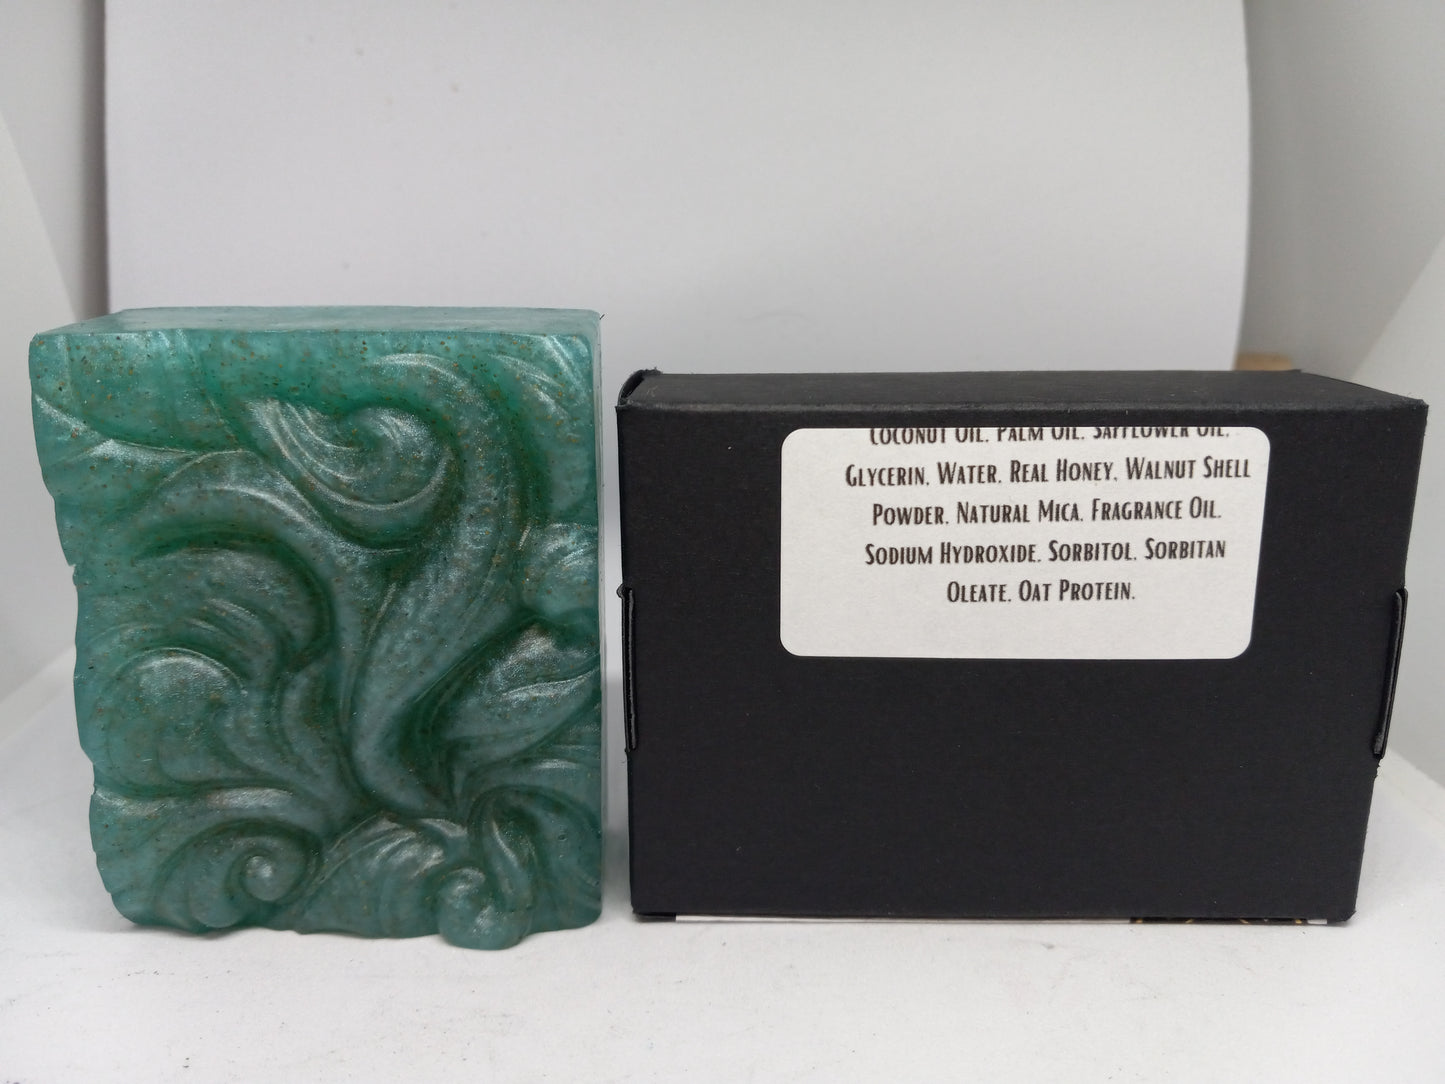 Coconut Oil. Palm Oil. Safflower Oil.
Glycerin. Water. Real Honey. Walnut Shell
Powder. Natural Mica. Fragrance Oil.
Sodium Hydroxide. Sorbitol. Sorbitan
Oleate. Oat Protein.